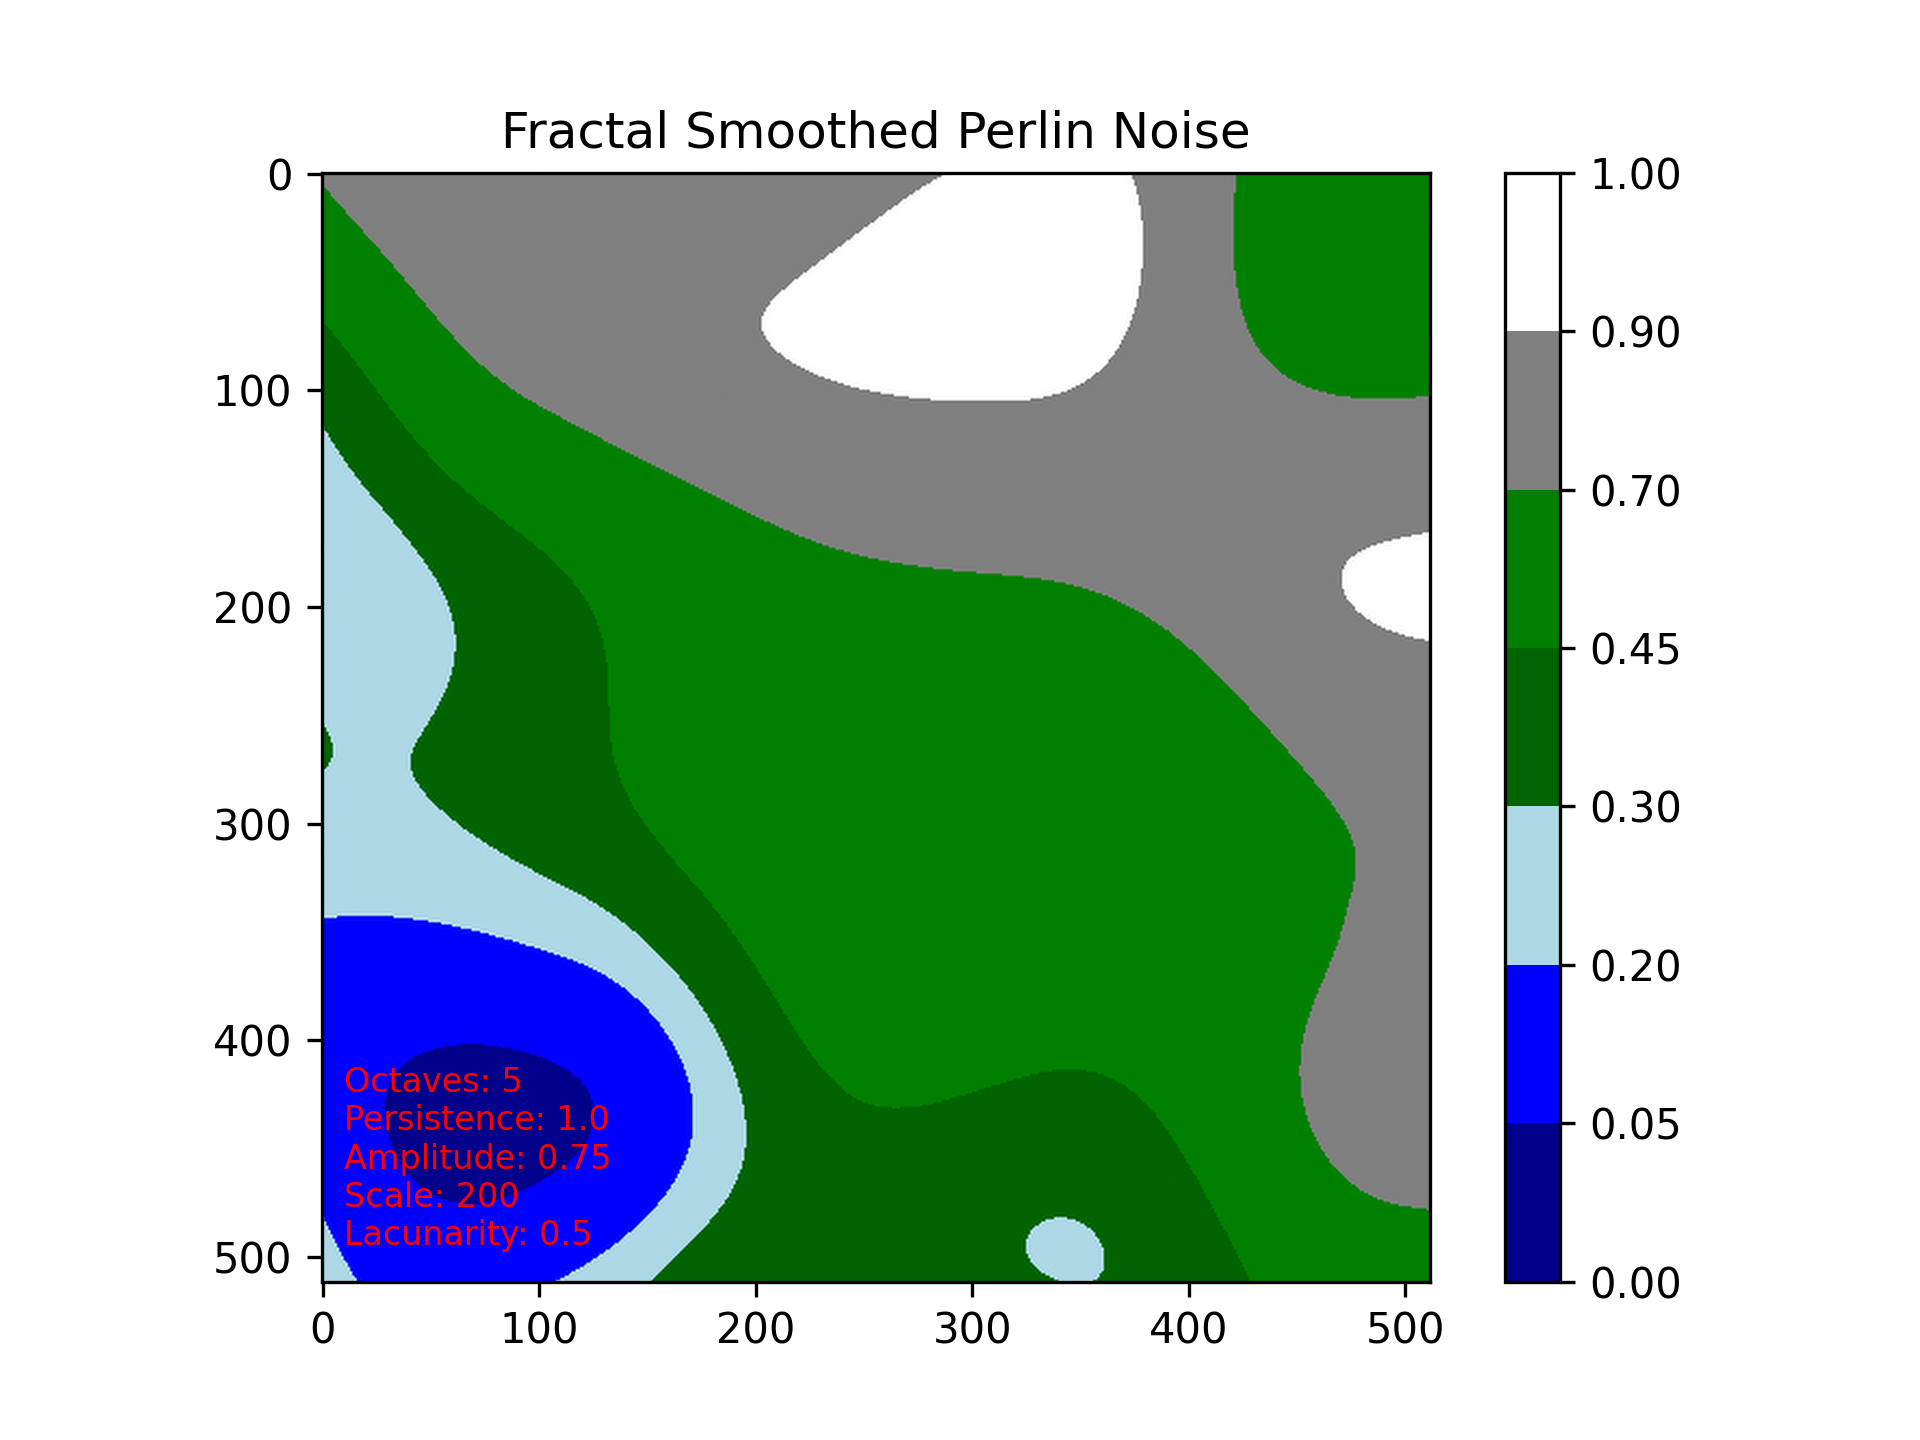 Fractal Smoothed Perlin Noise
0
100
200
300
400
500
0 100 200 300 400 500
Octaves: 5
Persistence: 1.0
Amplitude: 0.75
Scale: 200
Lacunarity: 0.5
1.00
0.90
0.70
0.45
0.30
0.20
0.05
0.00